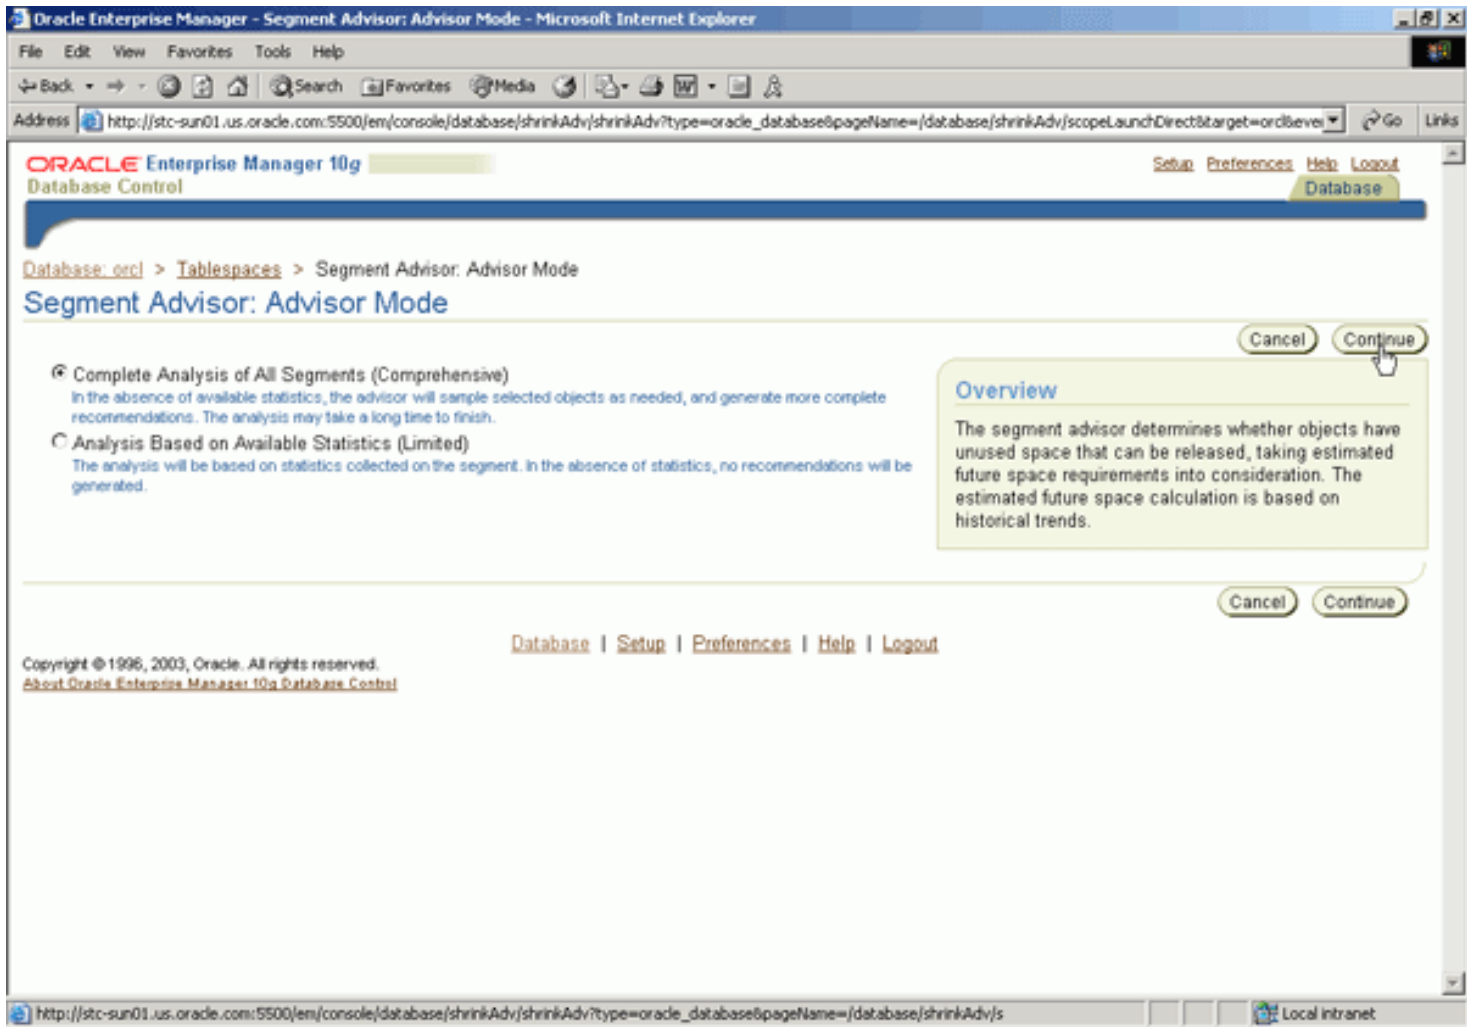 Oracle Enterprise Manager - Segment Advisor: Advisor Mode - Microsoft Internet Explorer
File Edit View Favorites Tools Help
Back Search Favorites Media
Address http://stc-sun01.us.oracle.com:5500/em/console/database/shrinkAdv/shrinkAdv?type=oracle_database&pageName=/database/shrinkAdv/scopeLaunchDirect&target=orcl&eve Go Links
ORACLE Enterprise Manager 10g
Setup Preferences Help Logout
Database Control
Database
Database: orcl > Tablespaces > Segment Advisor: Advisor Mode
Segment Advisor: Advisor Mode
Cancel Continue
Complete Analysis of All Segments (Comprehensive)
In the absence of available statistics, the advisor will sample selected objects as needed, and generate more complete
recommendations. The analysis may take a long time to finish.
Analysis Based on Available Statistics (Limited)
The analysis will be based on statistics collected on the segment. In the absence of statistics, no recommendations will be
generated.
Overview
The segment advisor determines whether objects have
unused space that can be released, taking estimated
future space requirements into consideration. The
estimated future space calculation is based on
historical trends.
Cancel Continue
Database | Setup | Preferences | Help | Logout
Copyright © 1996, 2003, Oracle. All rights reserved.
About Oracle Enterprise Manager 10g Database Control
http://stc-sun01.us.oracle.com:5500/em/console/database/shrinkAdv/shrinkAdv?type=oracle_database&pageName=/database/shrinkAdv/s
Local intranet